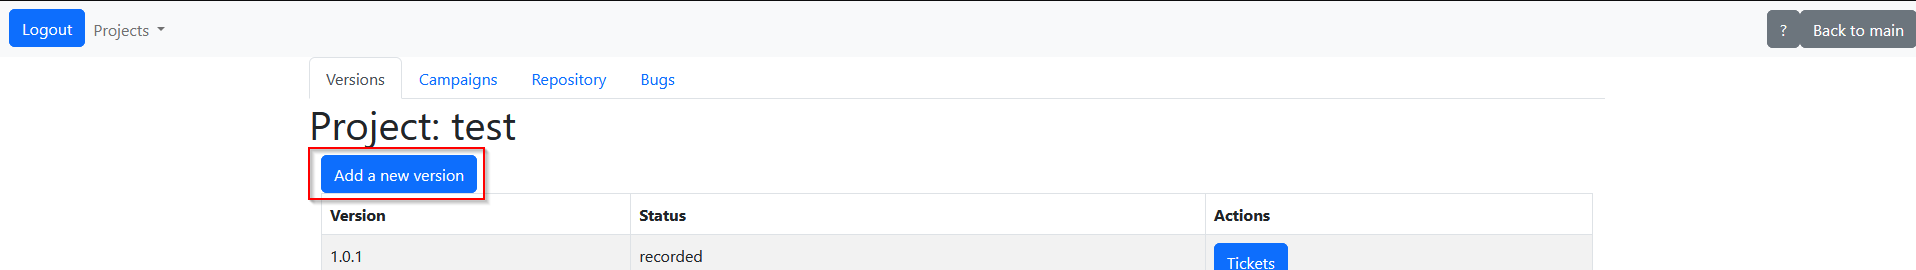 Logout Projects ? Back to main
Versions Campaigns Repository Bugs
Project: test
Add a new version
Version Status Actions
1.0.1 recorded Tickets